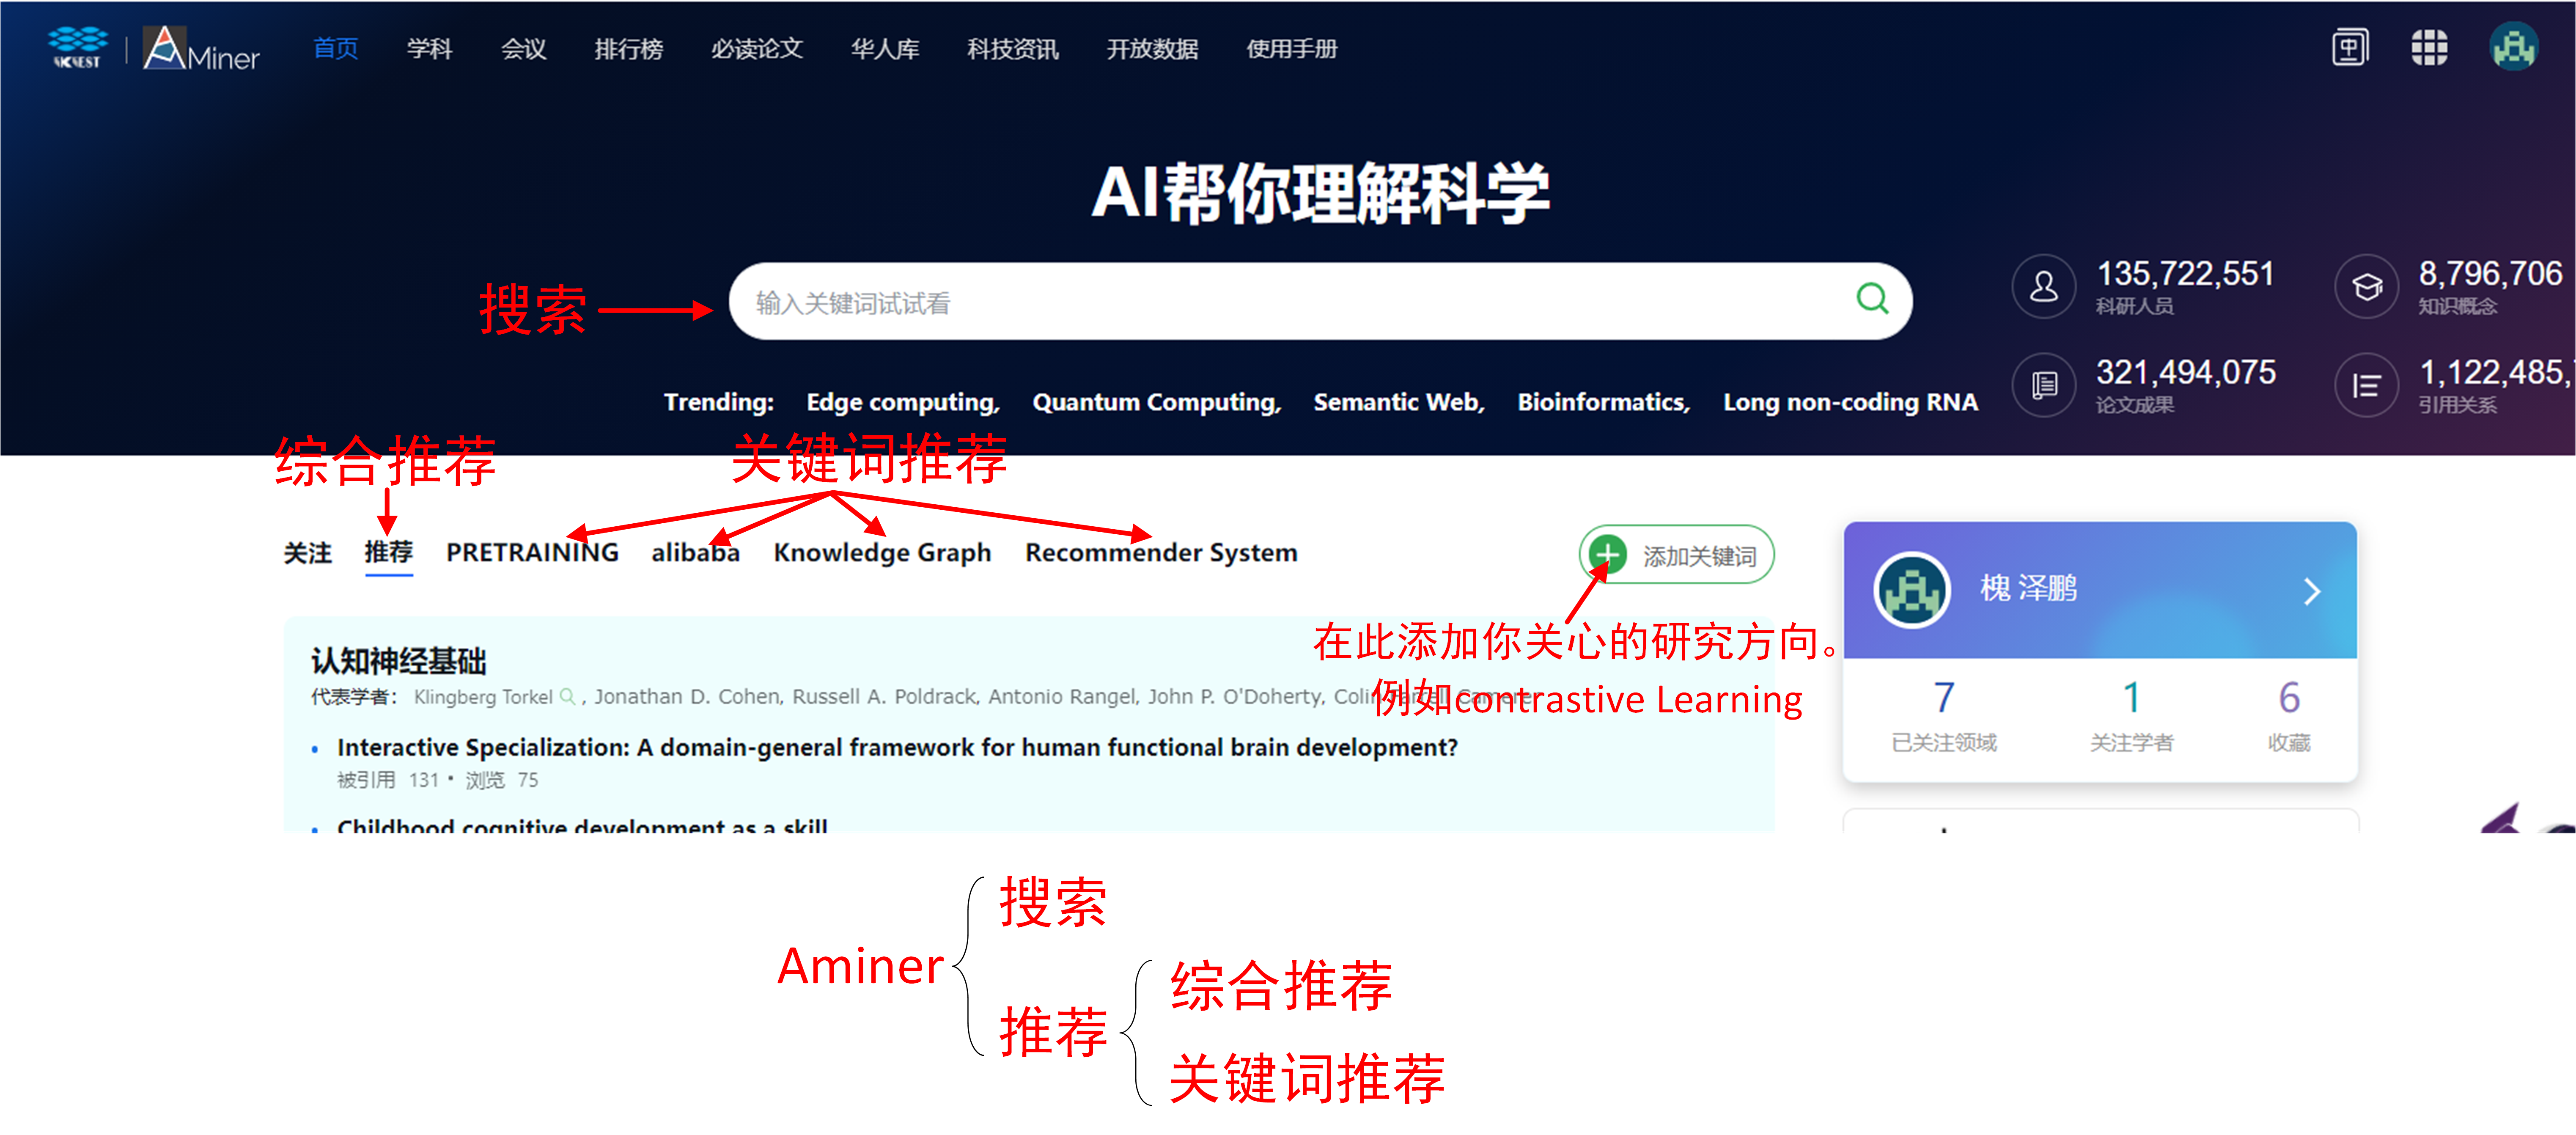 AMiner 首页 学科 会议 排行榜 必读论文 华人库 科技资讯 开放数据 使用手册 中
AI帮你理解科学
搜索
输入关键词试试看
135,722,551
科研人员
8,796,706
知识概念
321,494,075
论文成果
1,122,485,
引用关系
Trending: Edge computing, Quantum Computing, Semantic Web, Bioinformatics, Long non-coding RNA
综合推荐 关键词推荐
关注 推荐 PRETRAINING alibaba Knowledge Graph Recommender System
添加关键词
在此添加你关心的研究方向。
例如contrastive Learning
槐 泽鹏
7 1 6
已关注领域 关注学者 收藏
认知神经基础
代表学者： Klingberg Torkel , Jonathan D. Cohen, Russell A. Poldrack, Antonio Rangel, John P. O'Doherty, Colin Farrell Camerer
Interactive Specialization: A domain-general framework for human functional brain development?
被引用 131 • 浏览 75
Childhood cognitive development as a skill
Aminer
搜索
推荐
综合推荐
关键词推荐